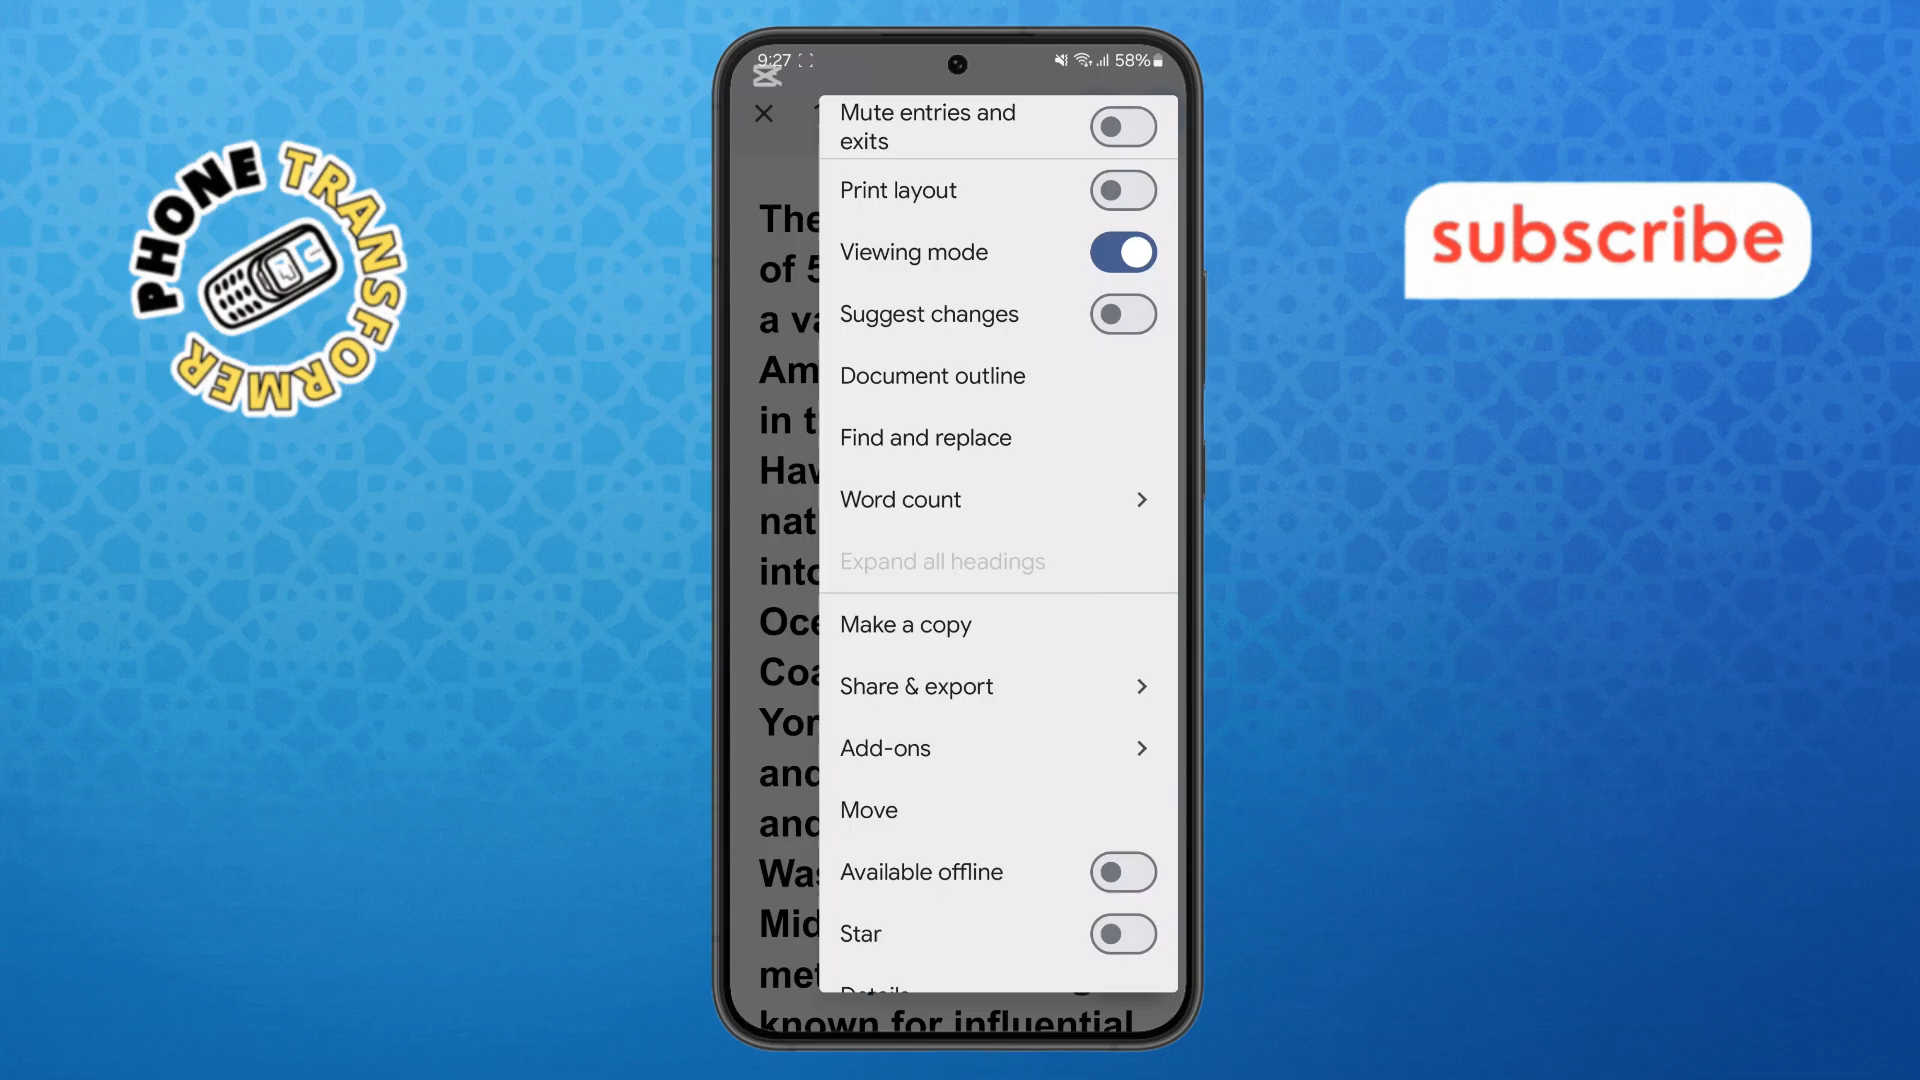 PHONE TRANSFORMER
subscribe
9:27
58%
Mute entries and
exits
Print layout
Viewing mode
Suggest changes
Document outline
Find and replace
Word count
Expand all headings
Make a copy
Share & export
Add-ons
Move
Available offline
Star
Details
The
of 5
a va
Am
in t
Hav
nat
into
Oce
Coa
Yor
and
and
Was
Mid
met
known for influential